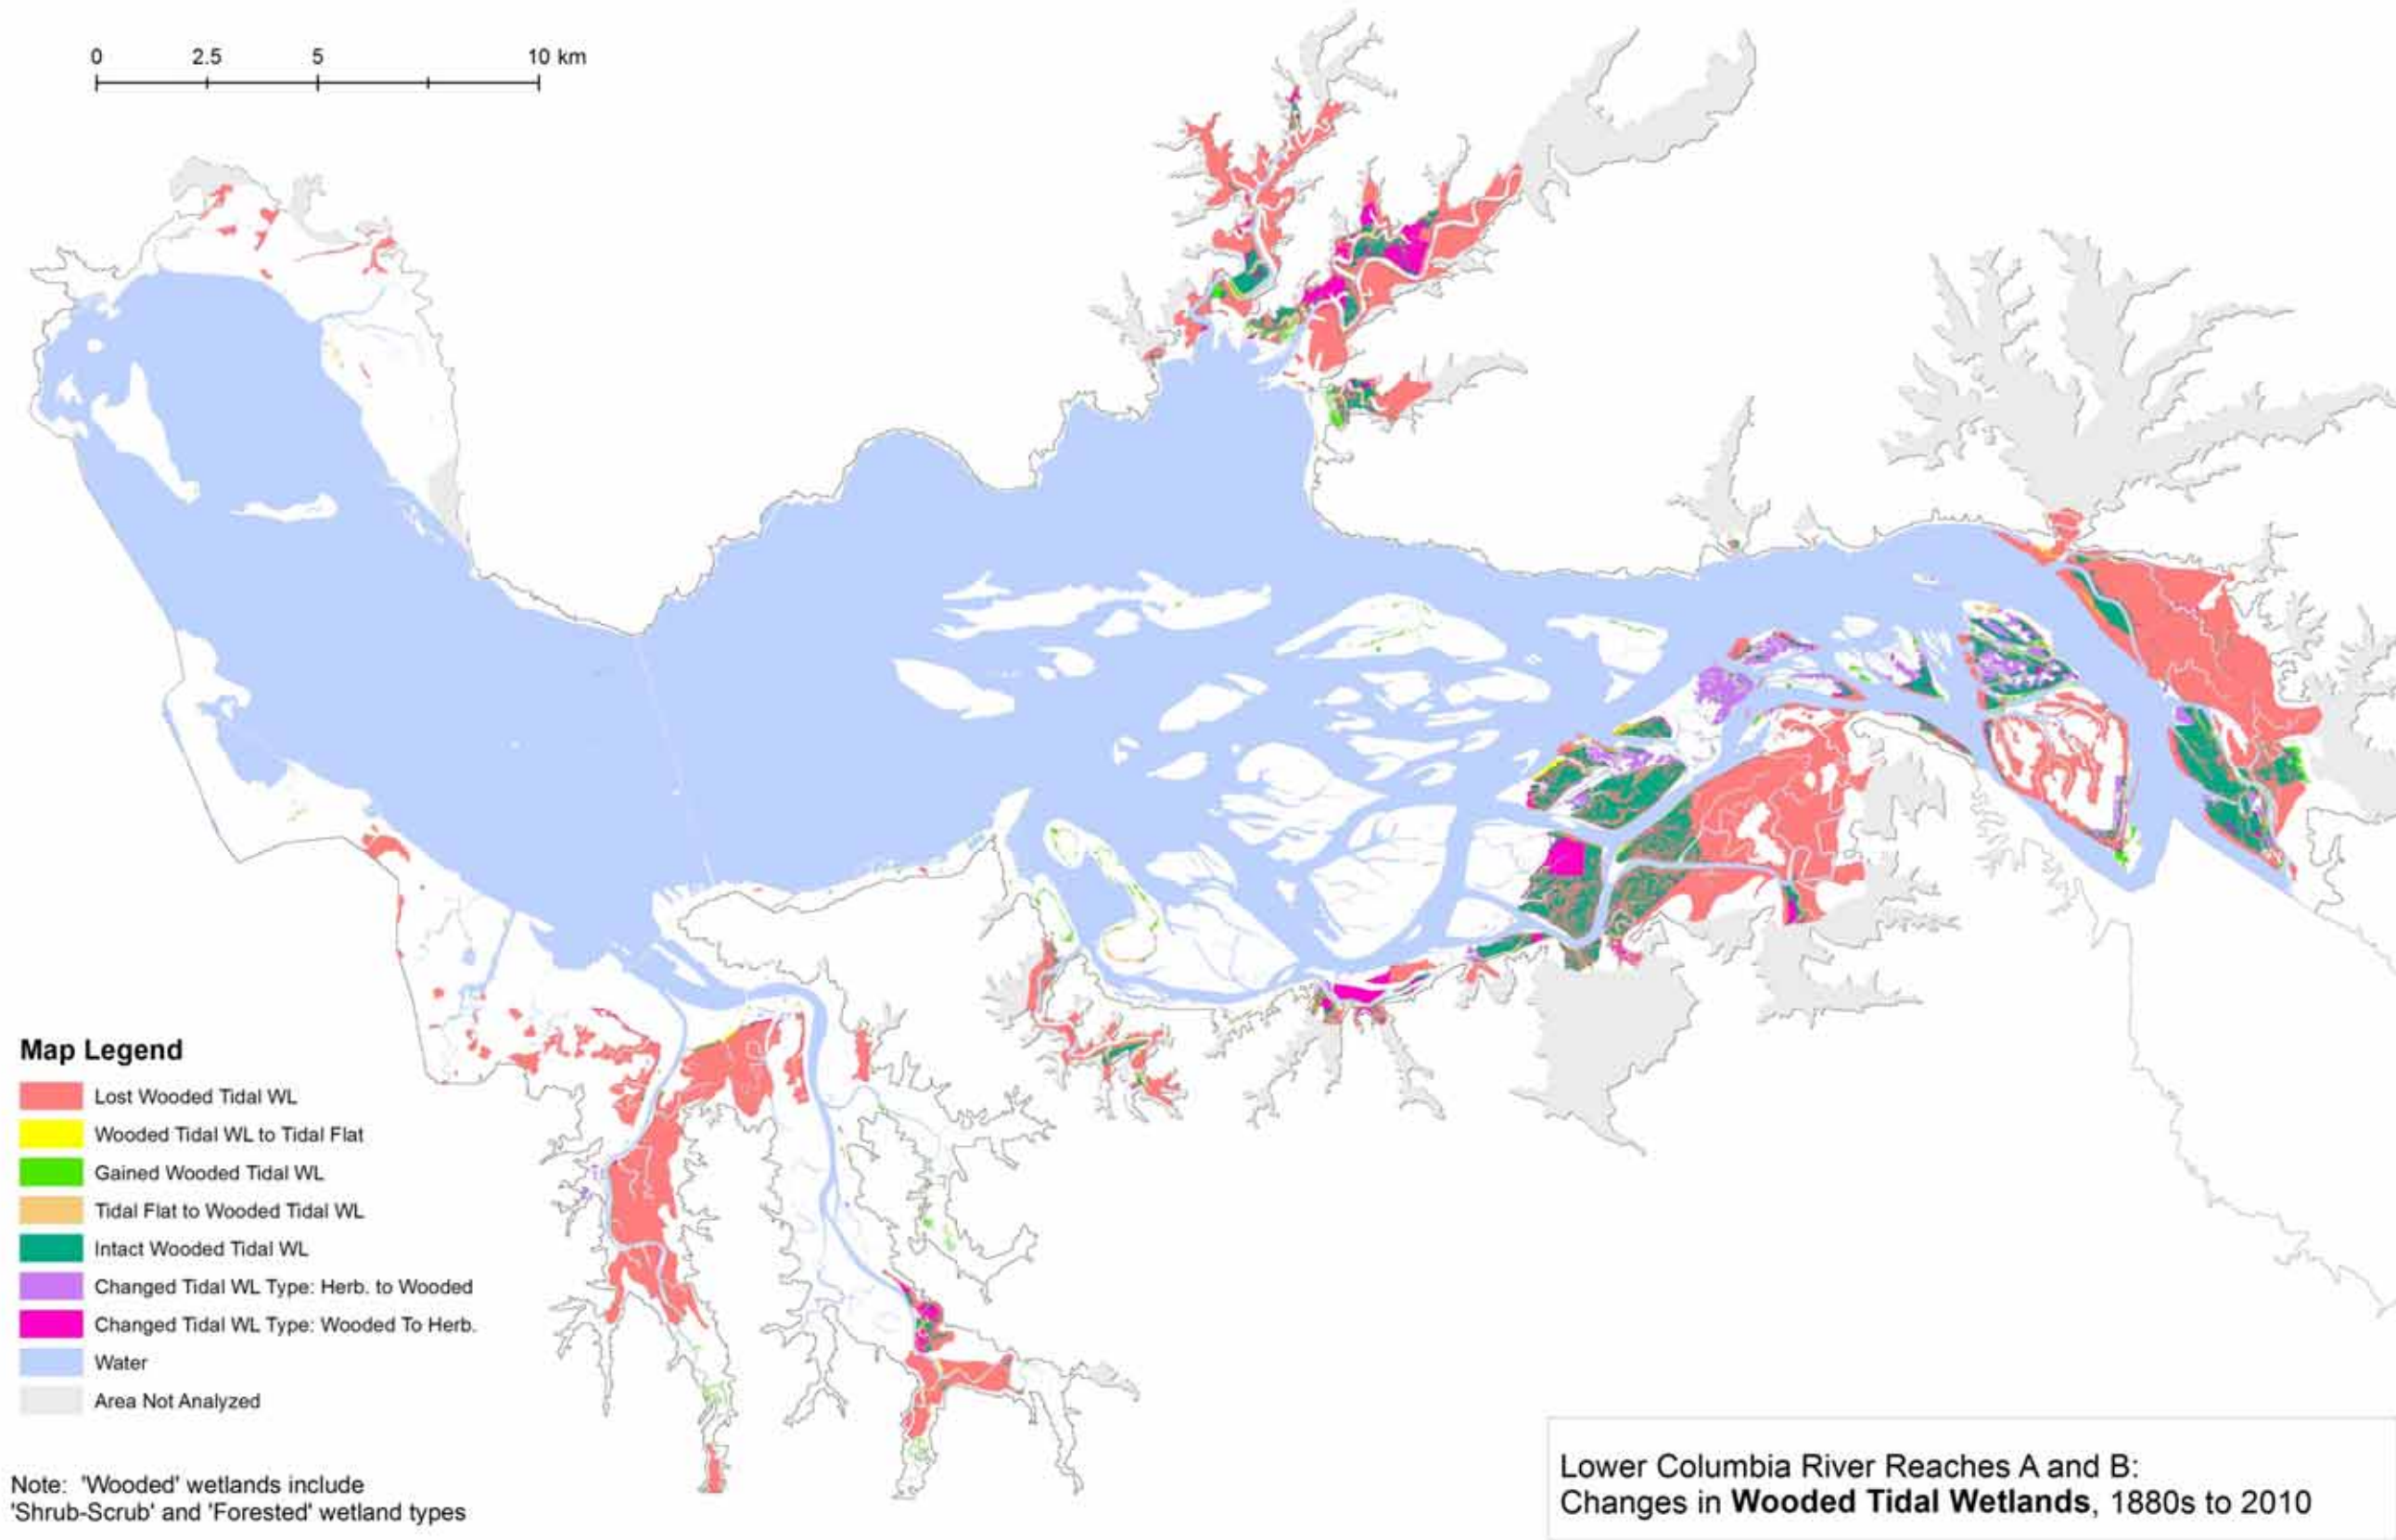 0 2.5 5 10 km
Map Legend
Lost Wooded Tidal WL
Wooded Tidal WL to Tidal Flat
Gained Wooded Tidal WL
Tidal Flat to Wooded Tidal WL
Intact Wooded Tidal WL
Changed Tidal WL Type: Herb. to Wooded
Changed Tidal WL Type: Wooded To Herb.
Water
Area Not Analyzed
Note: 'Wooded' wetlands include
'Shrub-Scrub' and 'Forested' wetland types
Lower Columbia River Reaches A and B:
Changes in Wooded Tidal Wetlands, 1880s to 2010